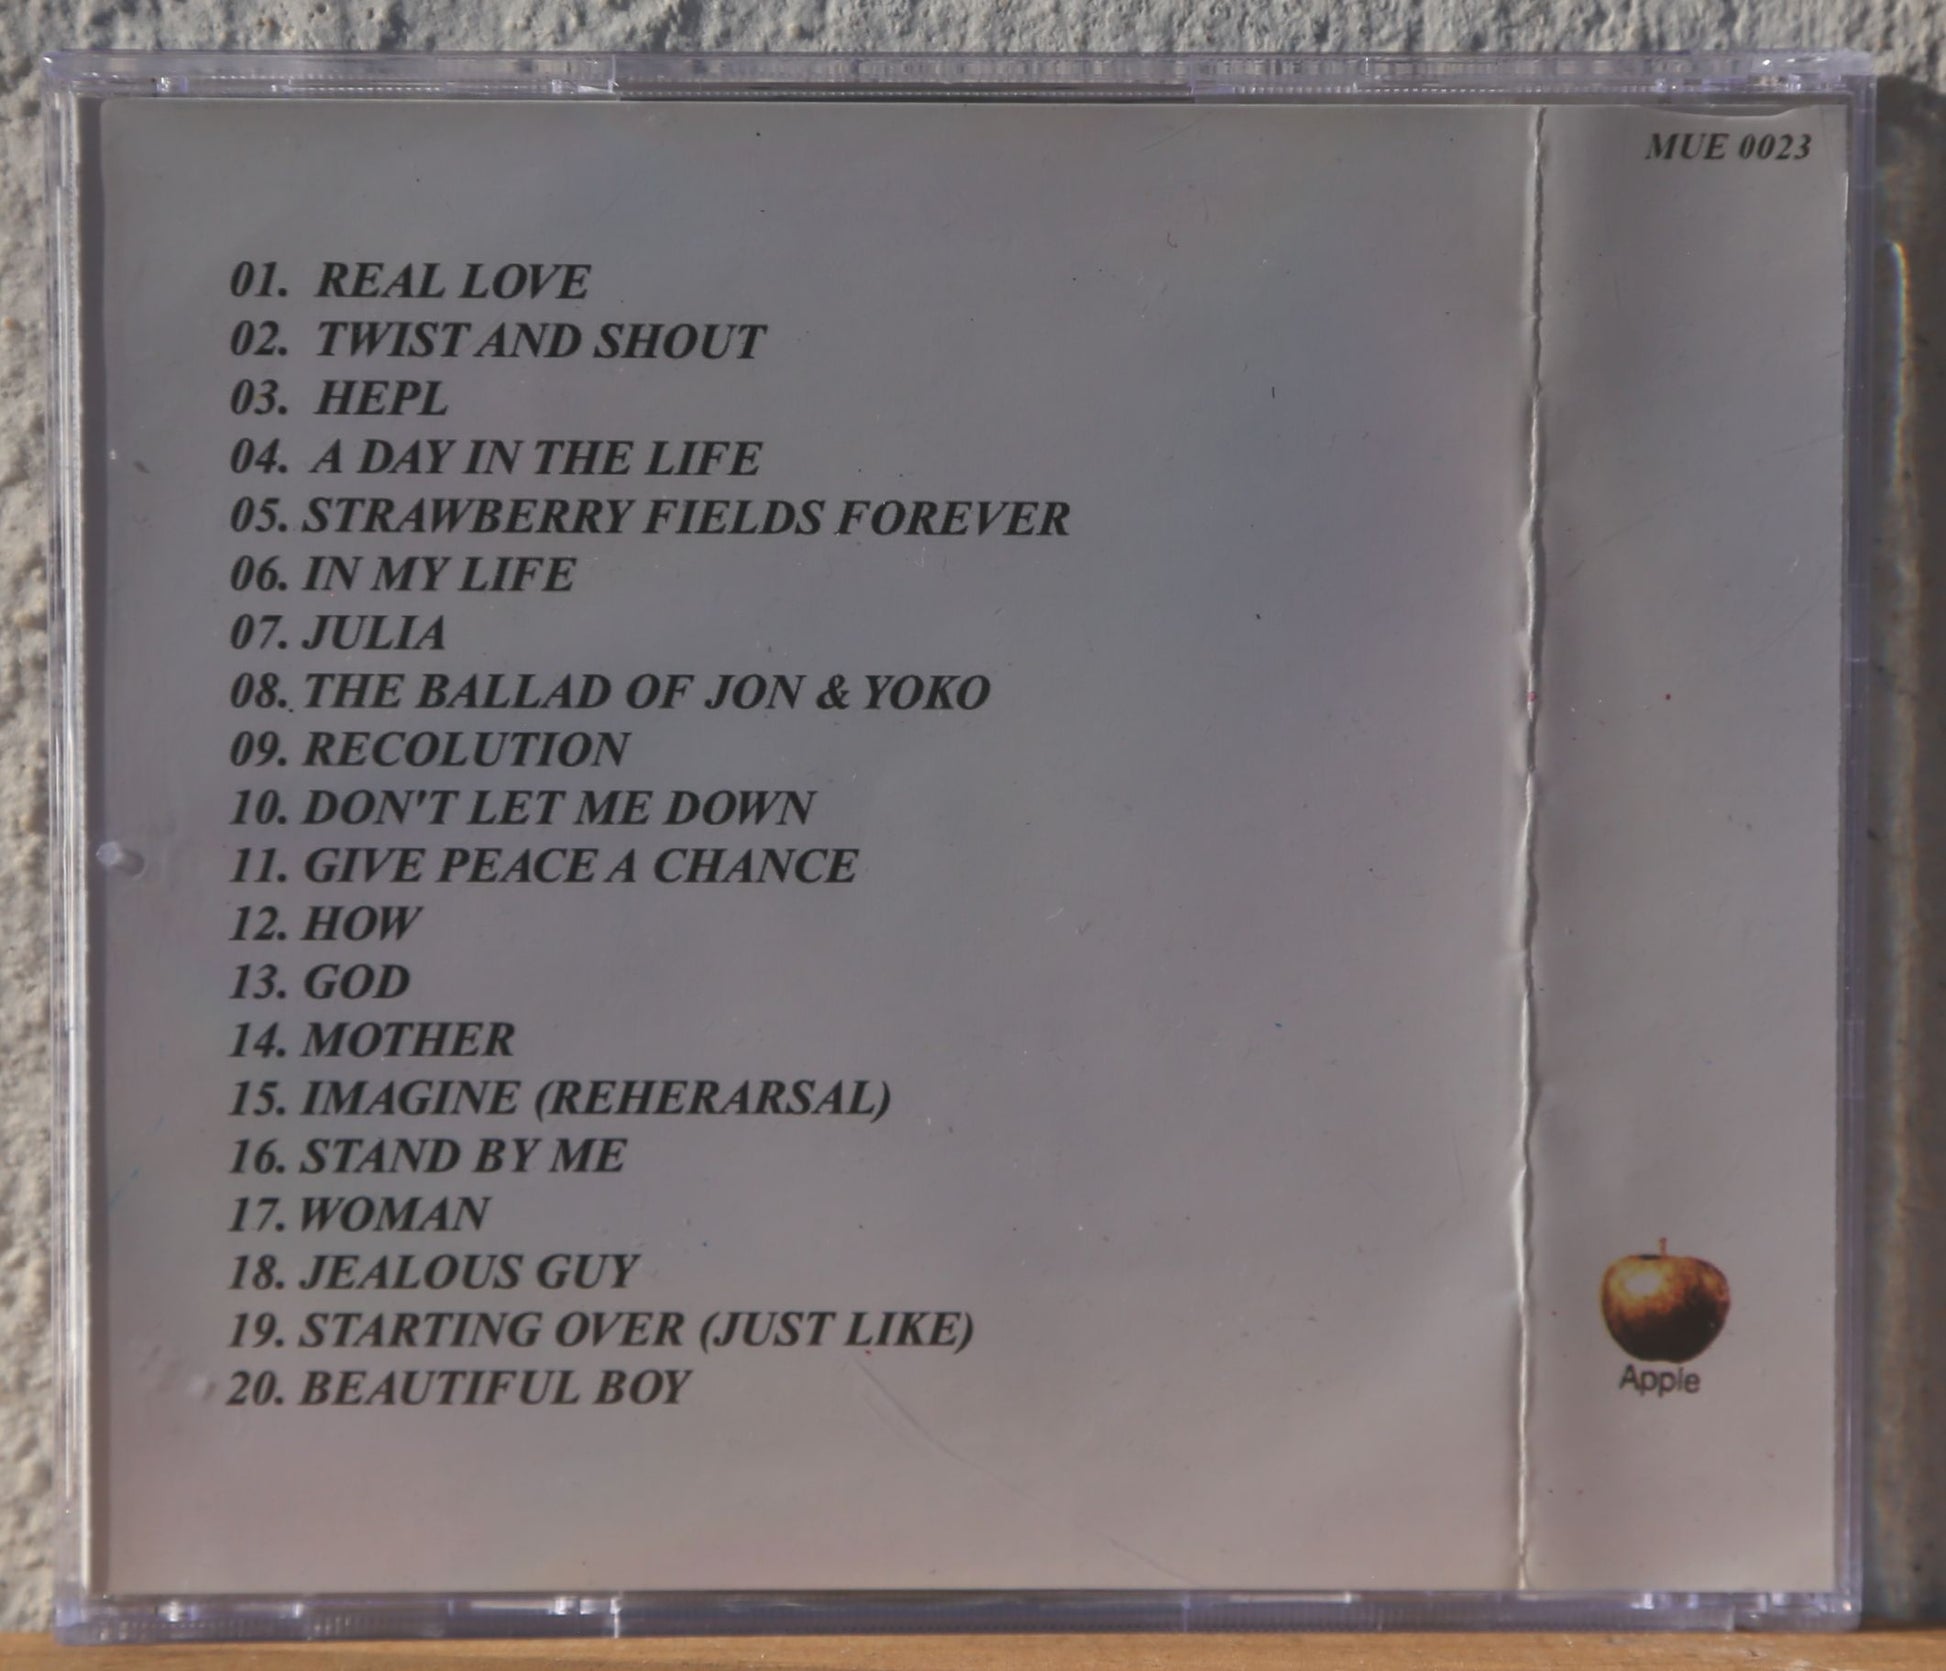 MUE 0023
01. REAL LOVE
02. TWIST AND SHOUT
03. HEPL
04. A DAY IN THE LIFE
05. STRAWBERRY FIELDS FOREVER
06. IN MY LIFE
07. JULIA
08. THE BALLAD OF JON & YOKO
09. RECOLUTION
10. DON'T LET ME DOWN
11. GIVE PEACE A CHANCE
12. HOW
13. GOD
14. MOTHER
15. IMAGINE (REHERARSAL)
16. STAND BY ME
17. WOMAN
18. JEALOUS GUY
19. STARTING OVER (JUST LIKE)
20. BEAUTIFUL BOY
Apple